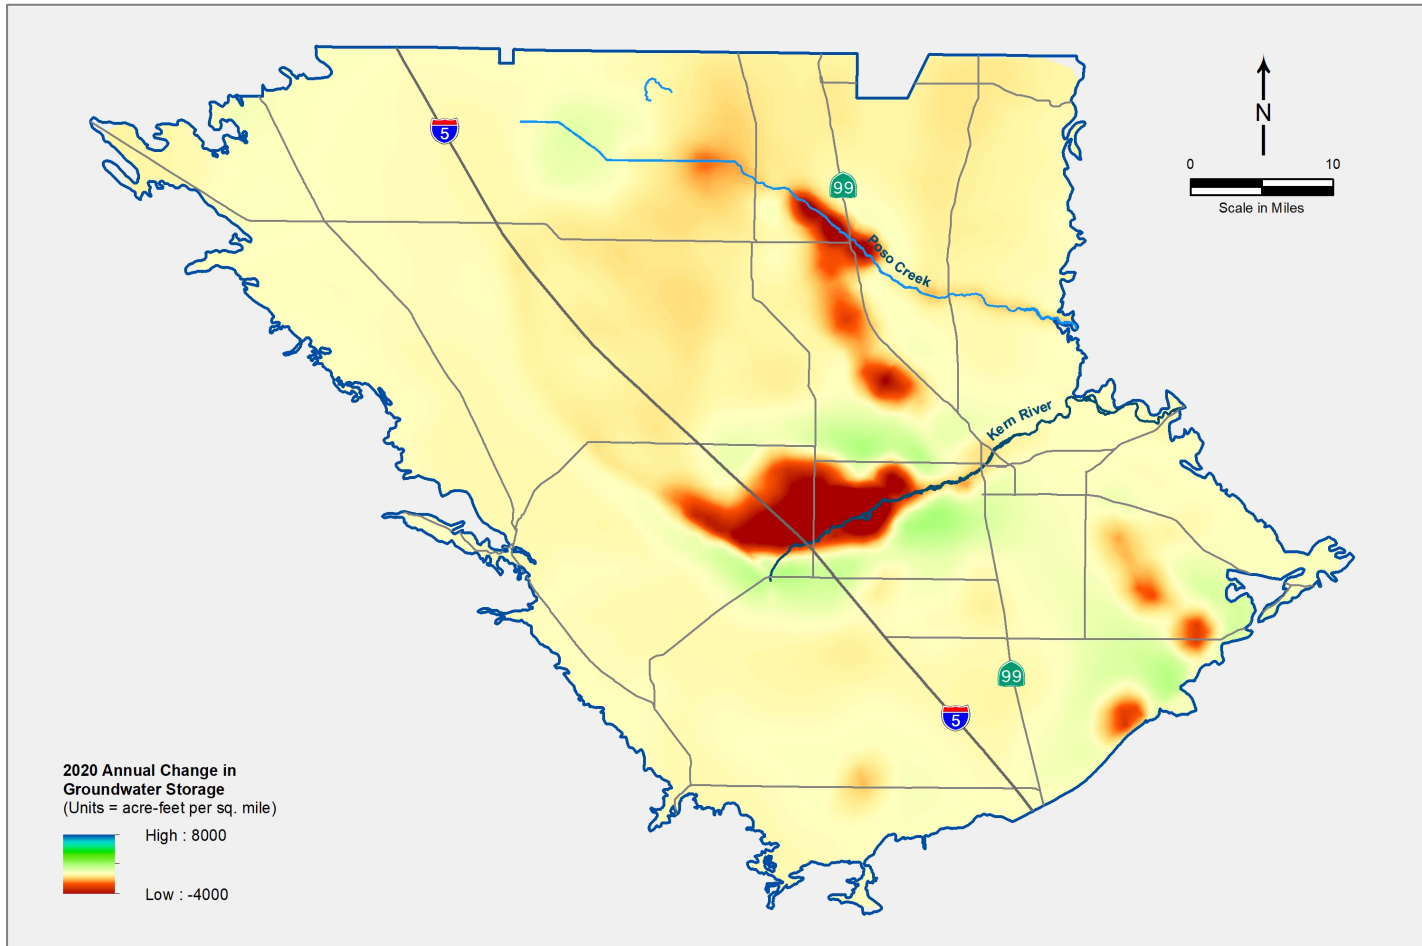 5
N
0 10
Scale in Miles
99
Poso Creek
Kern River
99
5
2020 Annual Change in
Groundwater Storage
(Units = acre-feet per sq. mile)
High : 8000
Low : -4000